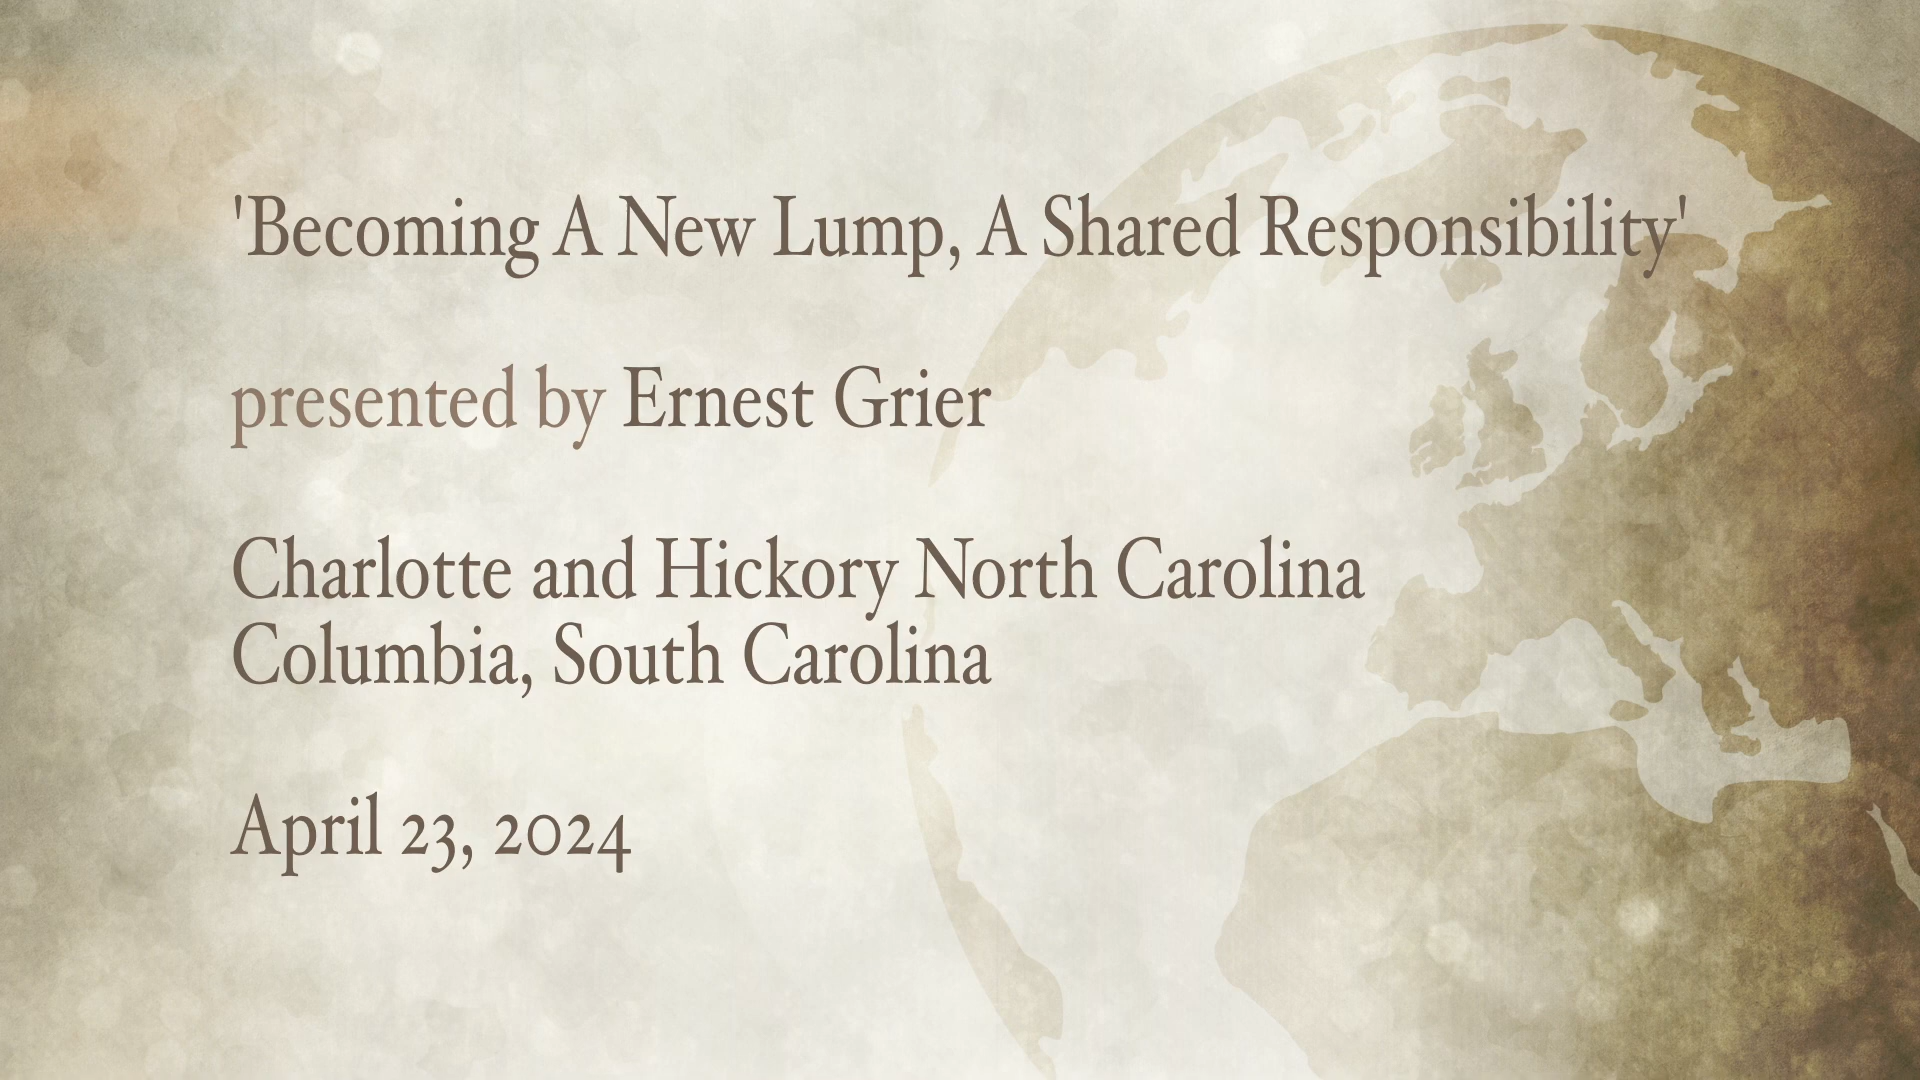 'Becoming A New Lump, A Shared Responsibility'
presented by Ernest Grier
Charlotte and Hickory North Carolina
Columbia, South Carolina
April 23, 2024